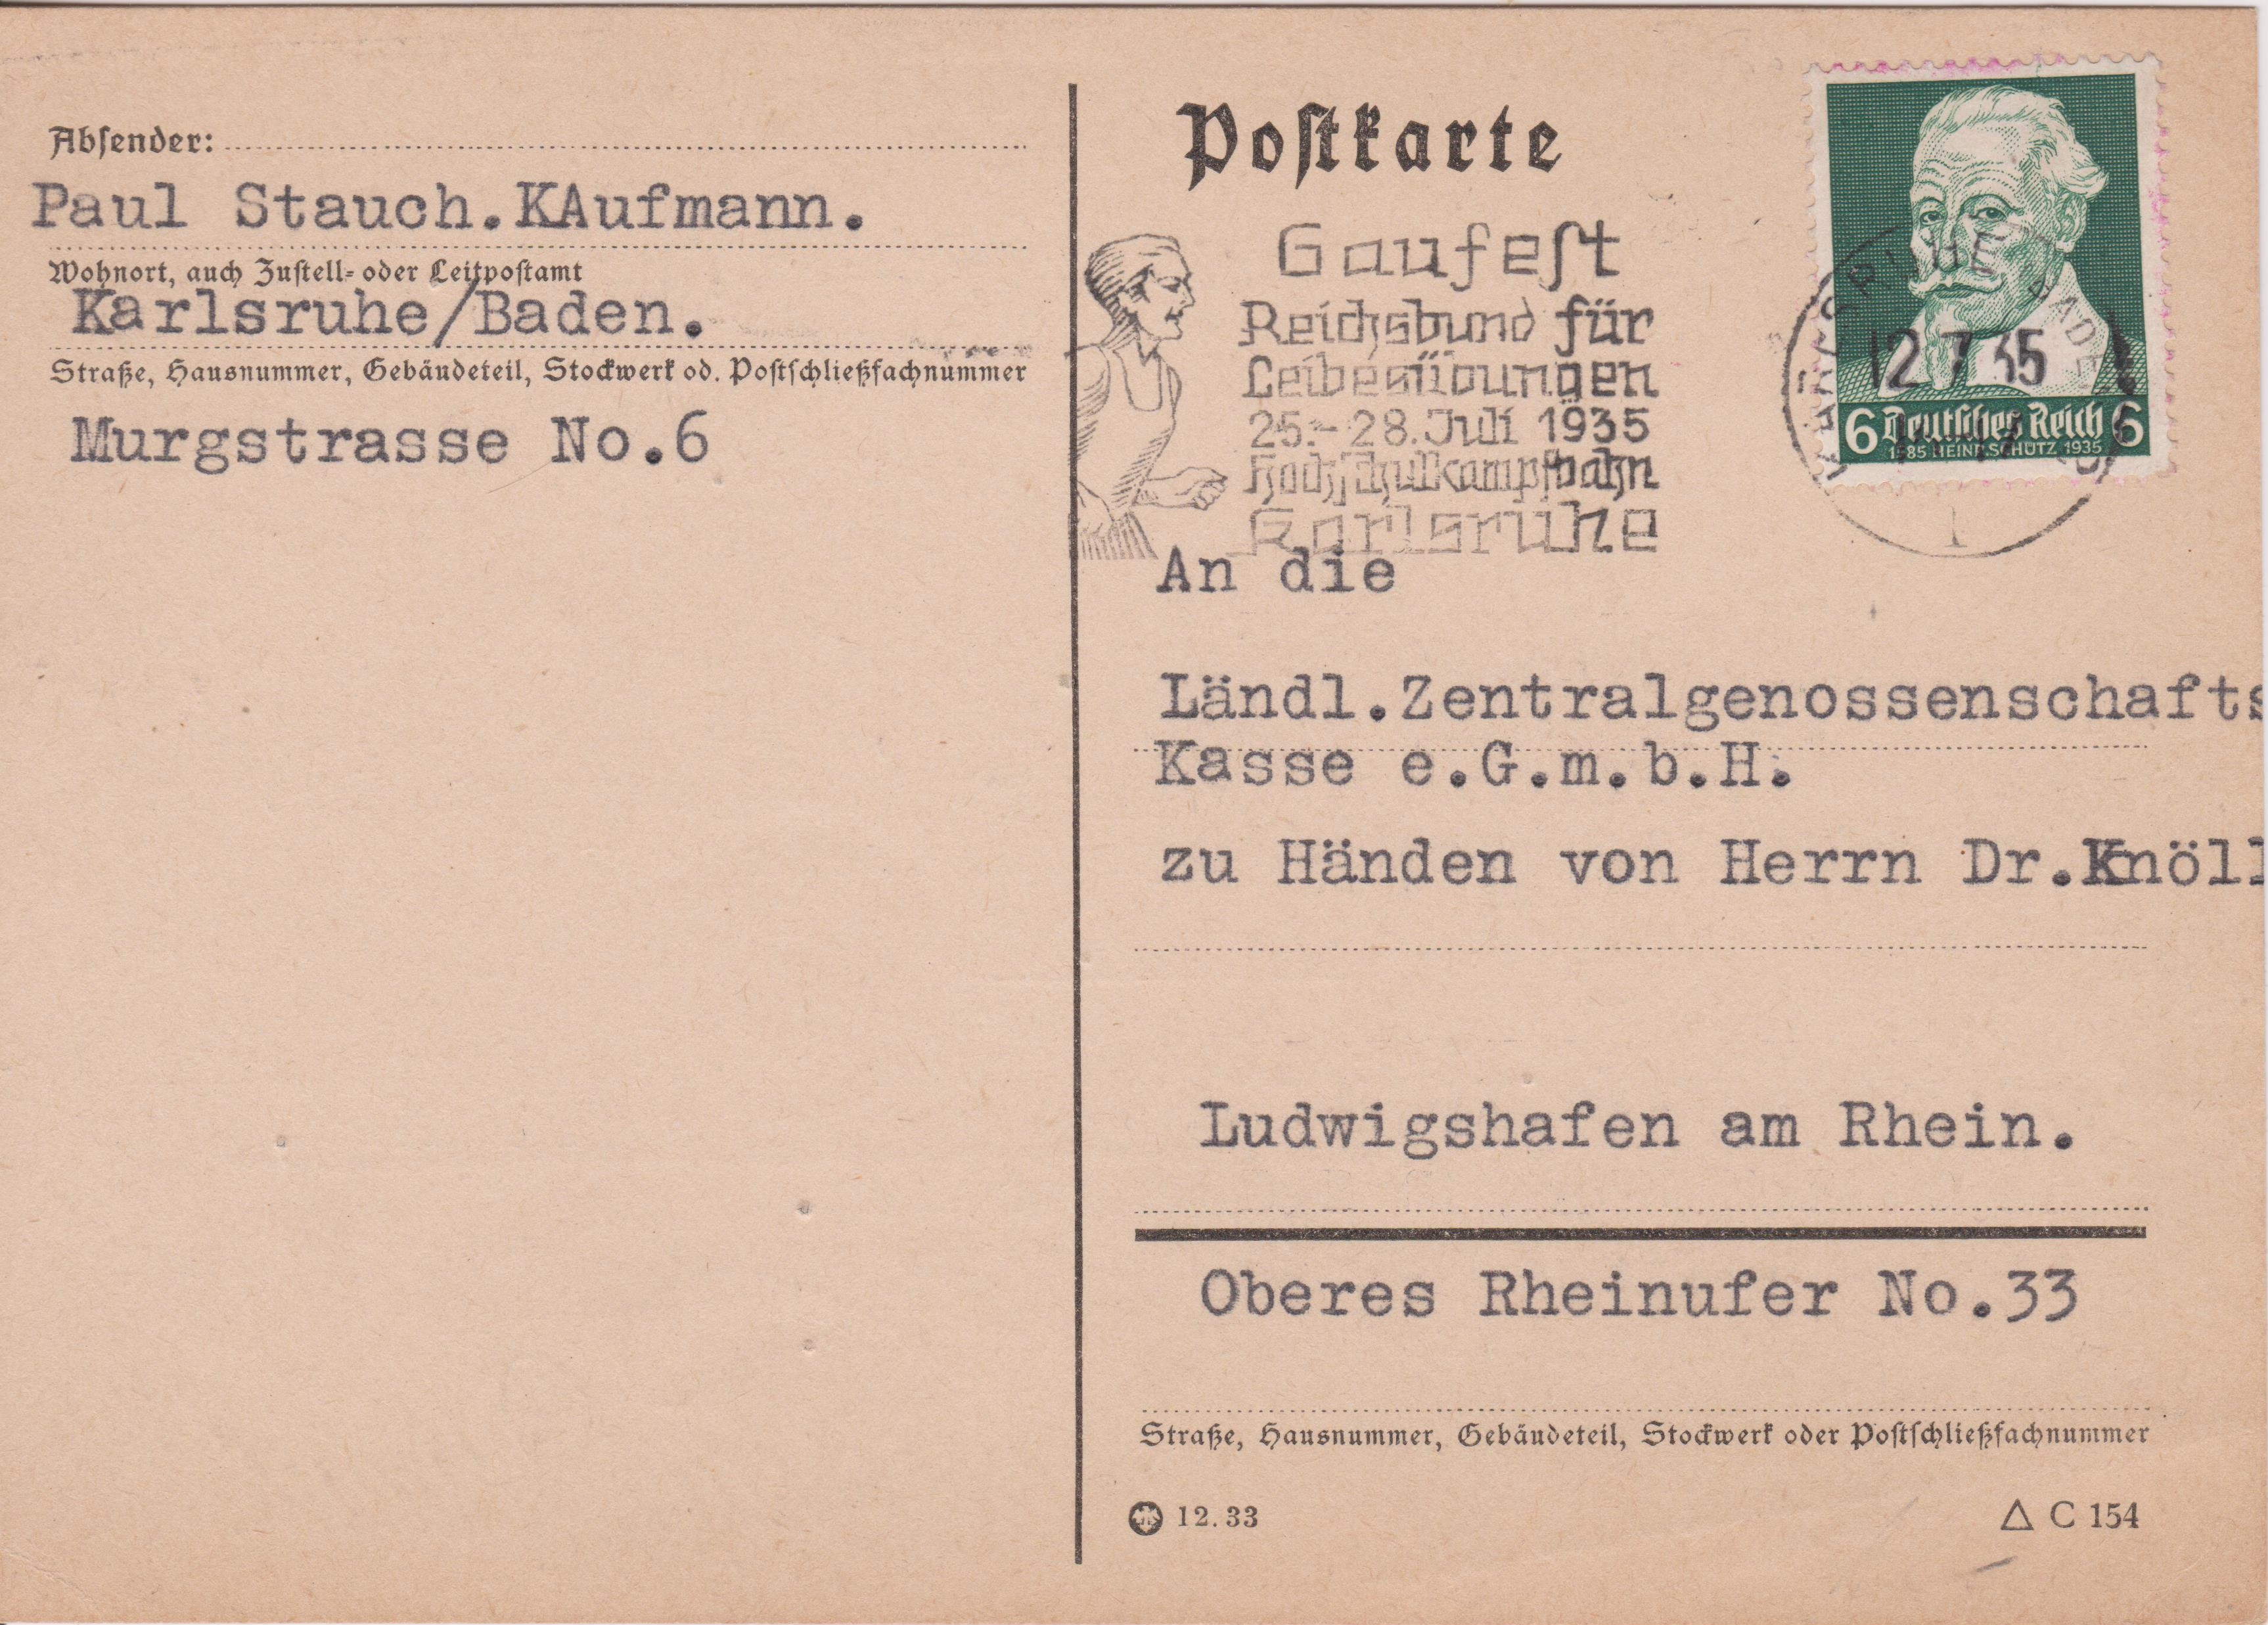 Absender:
Paul Stauch.KAufmann.
Wohnort, auch Zustell- oder Leitpostamt
Karlsruhe/Baden.
Straße, Hausnummer, Gebäudeteil, Stockwerk od. Postschließfachnummer
Murgstrasse No.6
Postkarte
Gaufest
Reichsbund für
Leibesübungen
25.-28.Juli 1935
Hochschulkampfbahn
Karlsruhe
KARLSRUHE BADEN
12.7.35
1
6 Deutsches Reich 6
1585 HEINR.SCHÜTZ 1935
An die
Ländl.Zentralgenossenschafts
Kasse e.G.m.b.H.
zu Händen von Herrn Dr.Knöll
Ludwigshafen am Rhein.
Oberes Rheinufer No.33
Straße, Hausnummer, Gebäudeteil, Stockwerk oder Postschließfachnummer
12.33
△ C 154